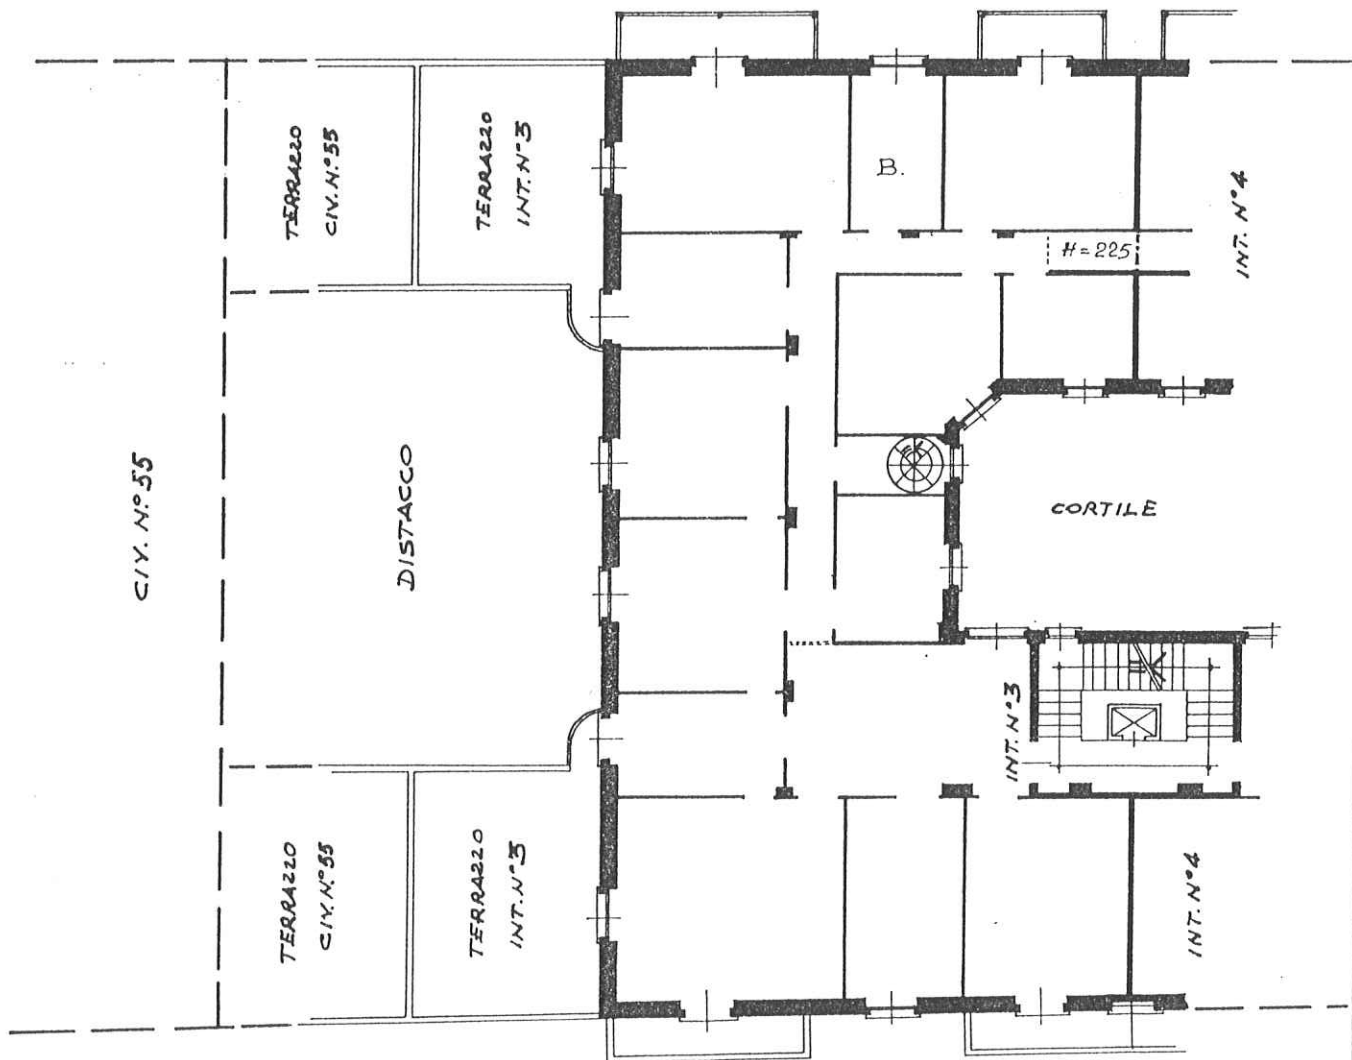 TERRAZZO
CIV. N.° 55
TERRAZZO
INT. N° 3
B.
H = 225
INT. N° 4
CIV. N.° 55
DISTACCO
CORTILE
INT. N° 3
TERRAZZO
CIV. N.° 55
TERRAZZO
INT. N° 3
INT. N° 4